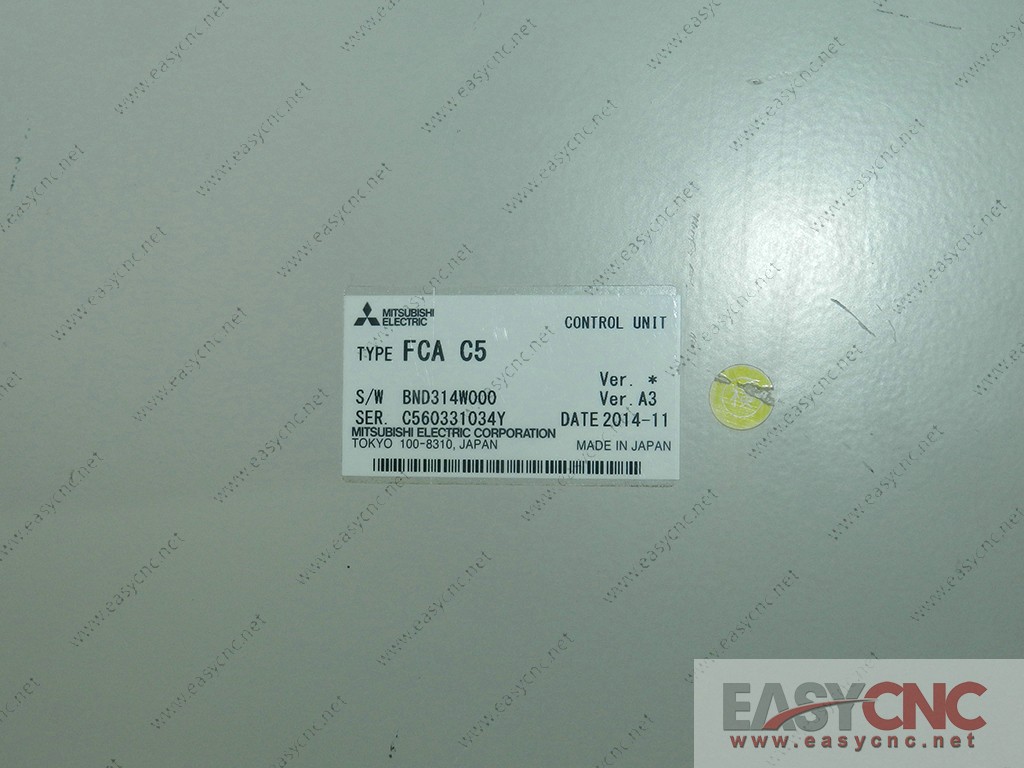 MITSUBISHI
ELECTRIC
CONTROL UNIT
TYPE FCA C5
Ver. *
S/W BND314W000 Ver. A3
SER. C560331034Y DATE 2014-11
MITSUBISHI ELECTRIC CORPORATION
TOKYO 100-8310, JAPAN MADE IN JAPAN
EASYCNC
www.easycnc.net